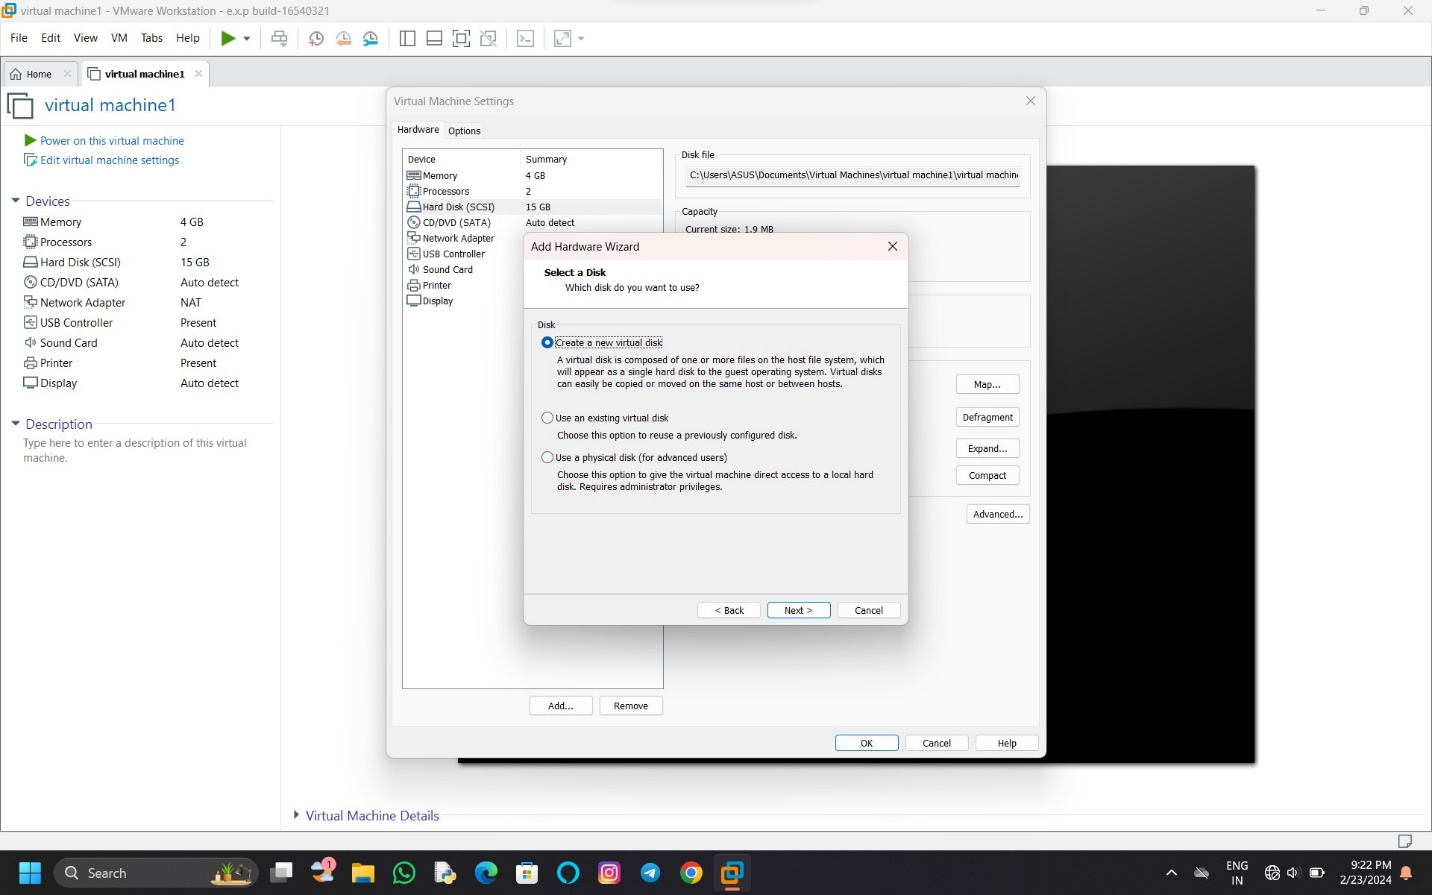 virtual machine1 - VMware Workstation - e.x.p build-16540321
File Edit View VM Tabs Help
Home
virtual machine1
virtual machine1
Power on this virtual machine
Edit virtual machine settings
Devices
Memory 4 GB
Processors 2
Hard Disk (SCSI) 15 GB
CD/DVD (SATA) Auto detect
Network Adapter NAT
USB Controller Present
Sound Card Auto detect
Printer Present
Display Auto detect
Description
Type here to enter a description of this virtual
machine.
Virtual Machine Settings
Hardware Options
Device Summary
Memory 4 GB
Processors 2
Hard Disk (SCSI) 15 GB
CD/DVD (SATA) Auto detect
Network Adapter
USB Controller
Sound Card
Printer
Display
Add... Remove
Disk file
C:\Users\ASUS\Documents\Virtual Machines\virtual machine1\virtual machin
Capacity
Current size: 1.9 MB
Map...
Defragment
Expand...
Compact
Advanced...
OK Cancel Help
Add Hardware Wizard
Select a Disk
Which disk do you want to use?
Disk
Create a new virtual disk
A virtual disk is composed of one or more files on the host file system, which
will appear as a single hard disk to the guest operating system. Virtual disks
can easily be copied or moved on the same host or between hosts.
Use an existing virtual disk
Choose this option to reuse a previously configured disk.
Use a physical disk (for advanced users)
Choose this option to give the virtual machine direct access to a local hard
disk. Requires administrator privileges.
< Back Next > Cancel
Virtual Machine Details
Search
1
ENG
IN
9:22 PM
2/23/2024